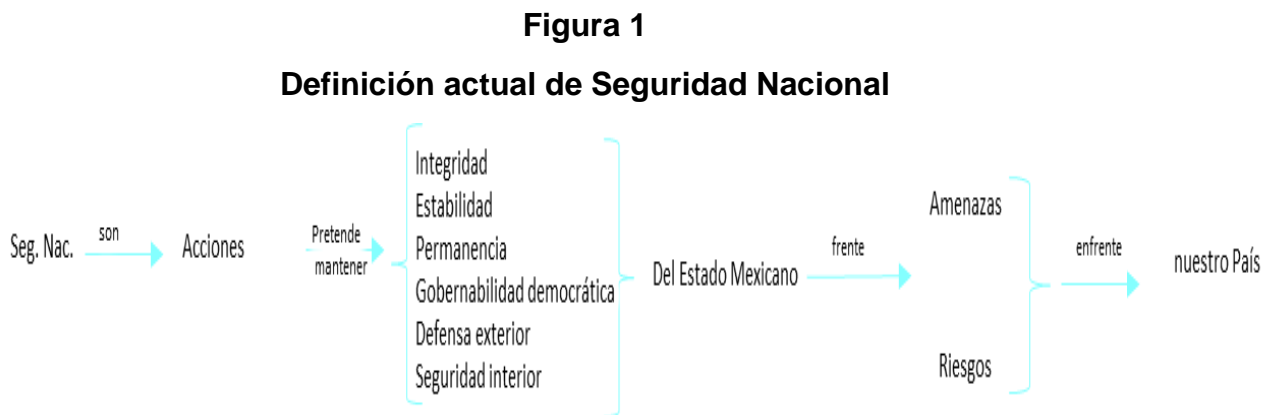 Figura 1
Definición actual de Seguridad Nacional
Seg. Nac.
son
Acciones
Pretende
mantener
Integridad
Estabilidad
Permanencia
Gobernabilidad democrática
Defensa exterior
Seguridad interior
Del Estado Mexicano
frente
Amenazas
Riesgos
enfrente
nuestro País